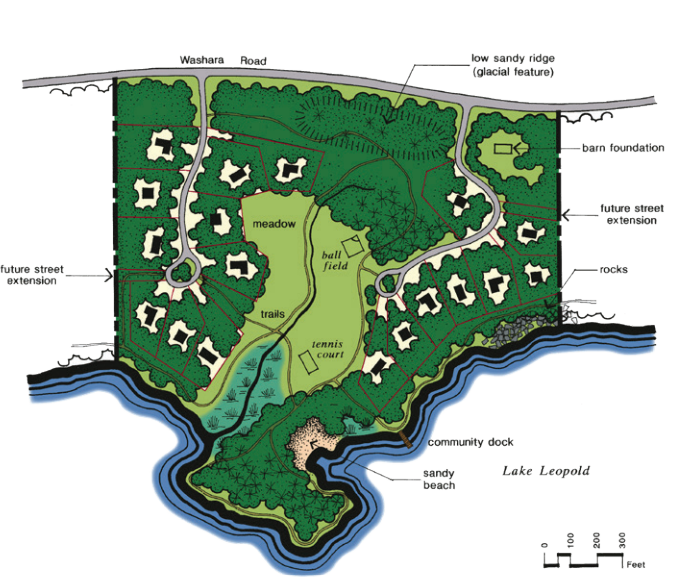 Washara Road
low sandy ridge
(glacial feature)
barn foundation
future street
extension
meadow
ball
field
rocks
future street
extension
trails
tennis
court
community dock
sandy
beach
Lake Leopold
0 100 200 300
Feet